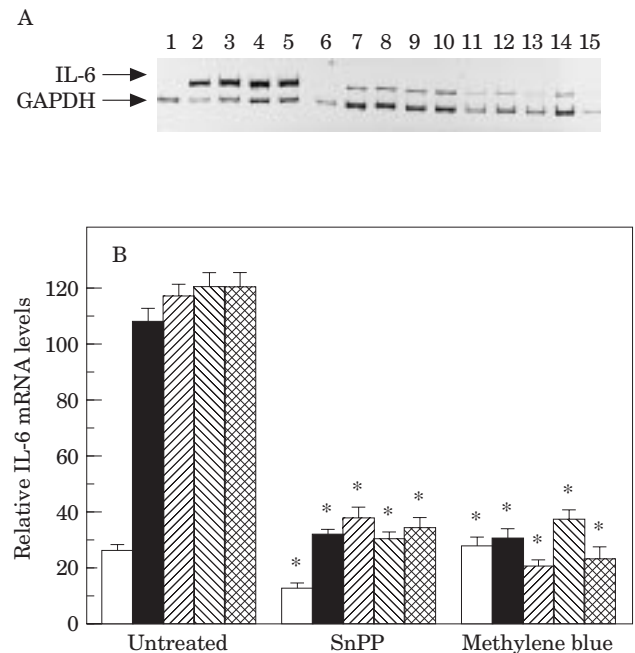 A
1 2 3 4 5 6 7 8 9 10 11 12 13 14 15
IL-6
GAPDH
B
Relative IL-6 mRNA levels
120
100
80
60
40
20
0
* * * * *
* * * * *
Untreated SnPP Methylene blue